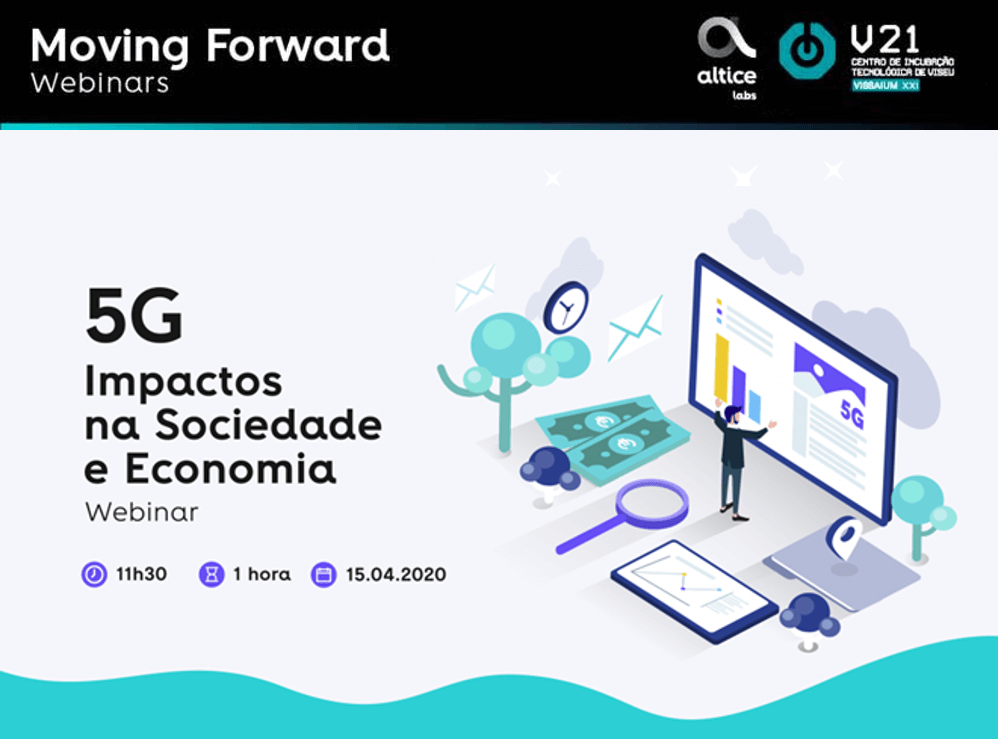 Moving Forward
Webinars
altice
labs
V21
CENTRO DE INCUBAÇÃO
TECNOLÓGICA DE VISEU
VISSAIUM XXI
5G
Impactos
na Sociedade
e Economia
Webinar
11h30
1 hora
15.04.2020
5G